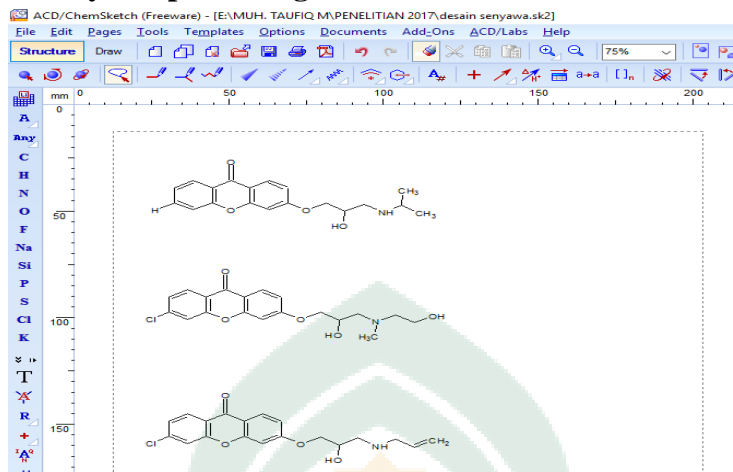 ACD/ChemSketch (Freeware) - [E:\MUH. TAUFIQ M\PENELITIAN 2017\desain senyawa.sk2]
File Edit Pages Tools Templates Options Documents Add-Ons ACD/Labs Help
Structure Draw 75%
A# a→a []n
mm 0 50 100 150 200
0
A
Any
C
H
N
O
F
Na
Si
P
S
Cl
K
T
R
50
100
150
O
CH3
H O O NH CH3
HO
O
Cl O O N OH
HO H3C
O
Cl O O NH CH2
HO